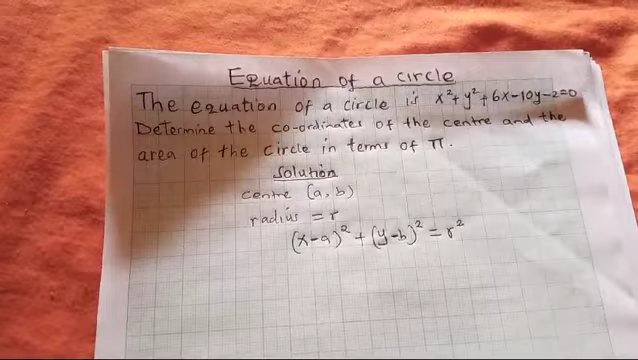 Equation of a circle
The equation of a circle is x²+y²+6x-10y-2=0
Determine the co-ordinates of the centre and the
area of the circle in terms of π.
Solution
centre (a, b)
radius = r
(x-a)² + (y-b)² = r²